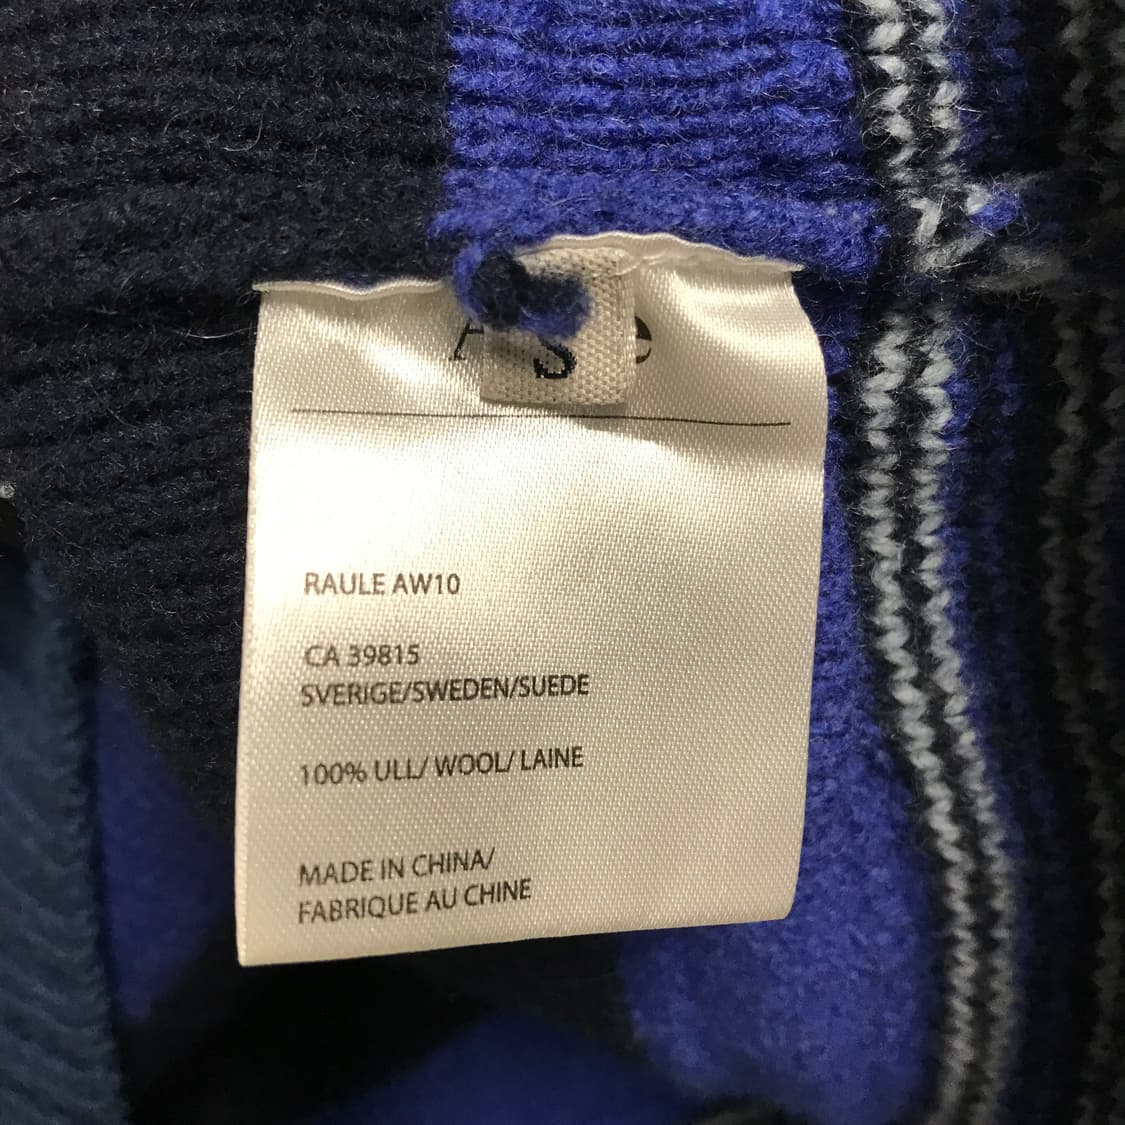 S
RAULE AW10
CA 39815
SVERIGE/SWEDEN/SUEDE
100% ULL/ WOOL/ LAINE
MADE IN CHINA/
FABRIQUE AU CHINE